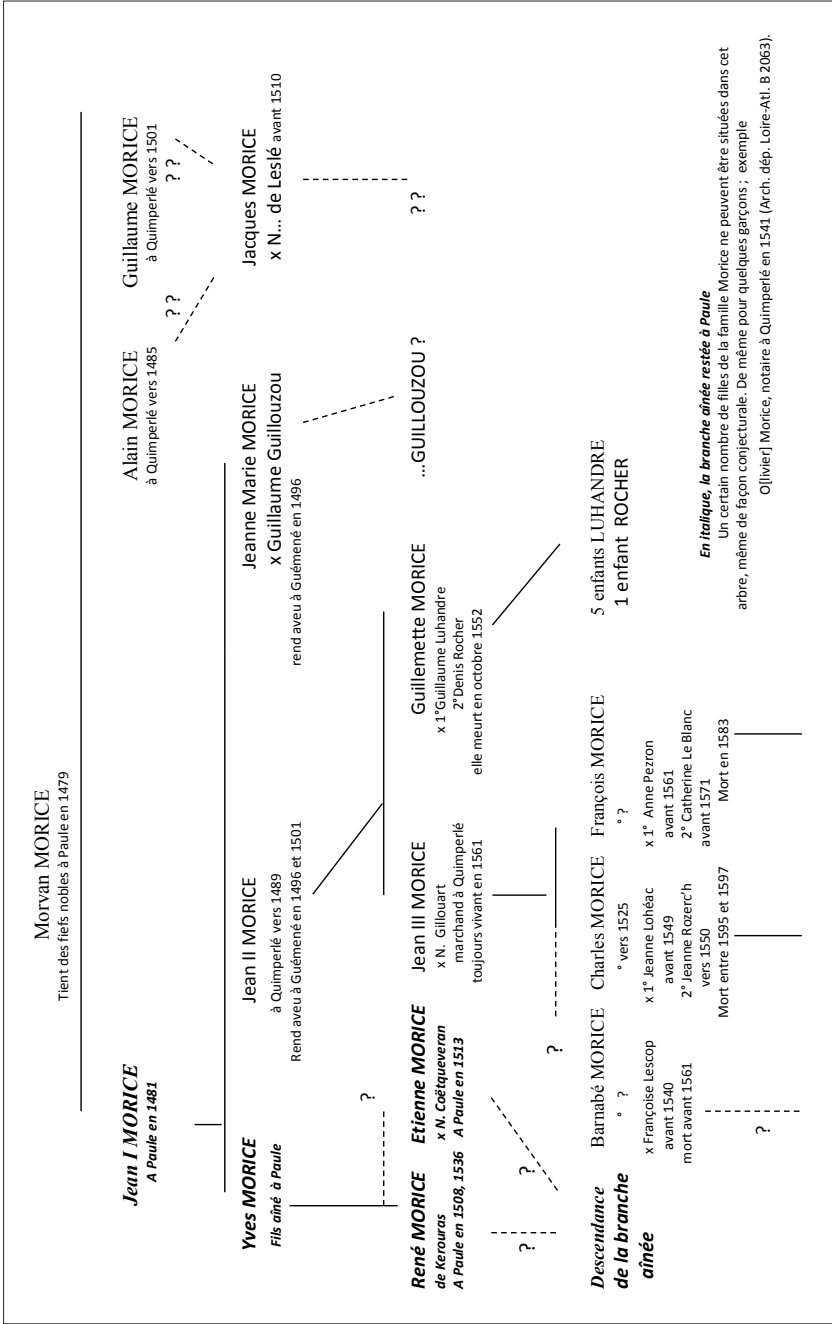 Morvan MORICE
Tient des fiefs nobles à Paule en 1479
Jean I MORICE
A Paule en 1481
Alain MORICE
à Quimperlé vers 1485
Guillaume MORICE
à Quimperlé vers 1501
? ?
? ?
Yves MORICE
Fils aîné à Paule
Jean II MORICE
à Quimperlé vers 1489
Rend aveu à Guémené en 1496 et 1501
Jeanne Marie MORICE
x Guillaume Guillouzou
rend aveu à Guémené en 1496
Jacques MORICE
x N... de Leslé avant 1510
?
René MORICE
de Kerouras
A Paule en 1508, 1536
Etienne MORICE
x N. Coëtqueveran
A Paule en 1513
Jean III MORICE
x N. Gillouart
marchand à Quimperlé
toujours vivant en 1561
Guillemette MORICE
x 1°Guillaume Luhandre
2°Denis Rocher
elle meurt en octobre 1552
...GUILLOUZOU ?
? ?
?
?
?
Descendance
de la branche
aînée
Barnabé MORICE
° ?
x Françoise Lescop
avant 1540
mort avant 1561
Charles MORICE
° vers 1525
x 1° Jeanne Lohéac
avant 1549
2° Jeanne Rozerc'h
vers 1550
Mort entre 1595 et 1597
François MORICE
° ?
x 1° Anne Pezron
avant 1561
2° Catherine Le Blanc
avant 1571
Mort en 1583
5 enfants LUHANDRE
1 enfant ROCHER
?
En italique, la branche aînée restée à Paule
Un certain nombre de filles de la famille Morice ne peuvent être situées dans cet
arbre, même de façon conjecturale. De même pour quelques garçons ; exemple
O[livier] Morice, notaire à Quimperlé en 1541 (Arch. dép. Loire-Atl. B 2063).